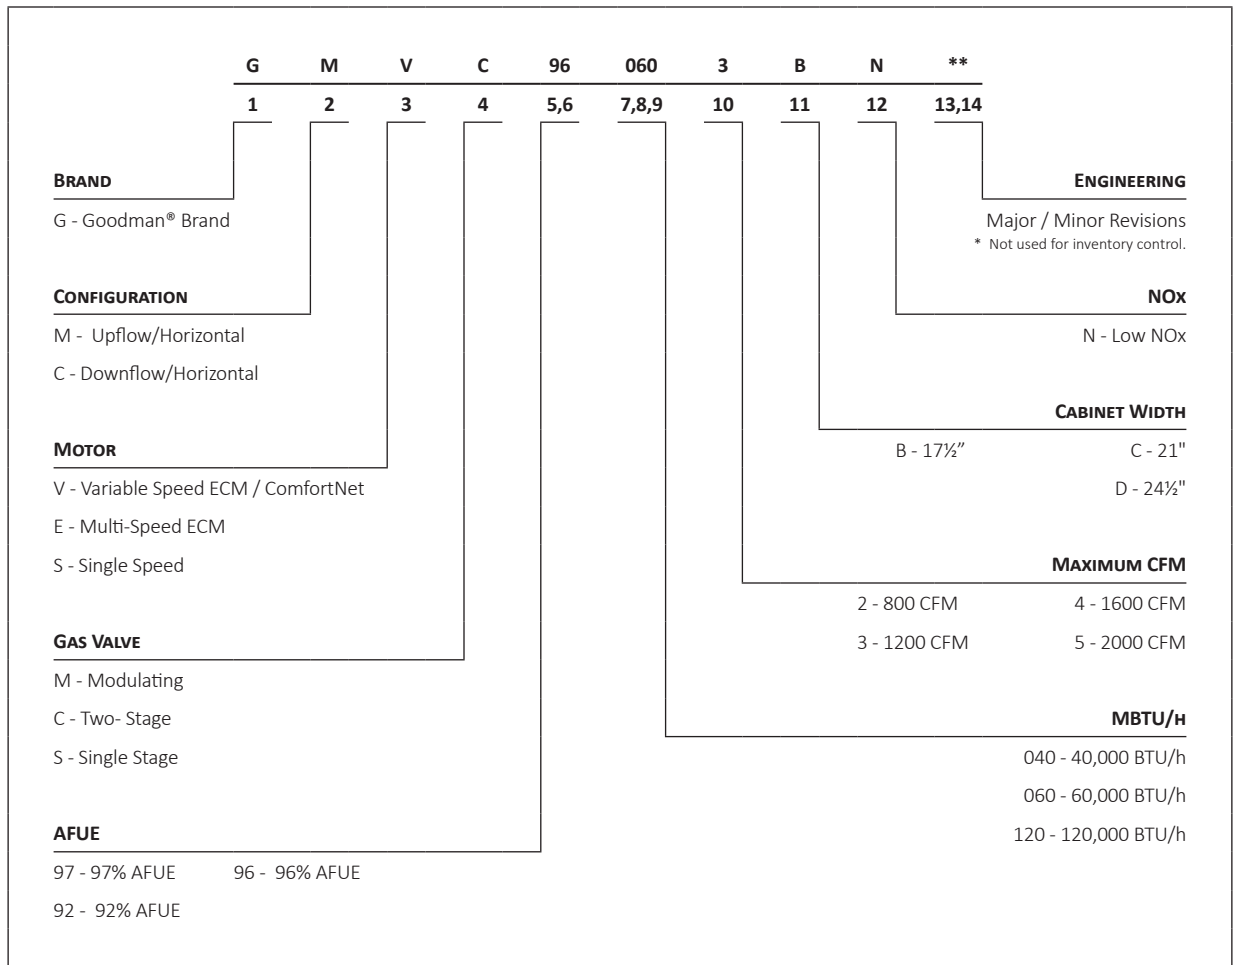 G M V C 96 060 3 B N **
1 2 3 4 5,6 7,8,9 10 11 12 13,14
BRAND
G - Goodman® Brand
CONFIGURATION
M - Upflow/Horizontal
C - Downflow/Horizontal
MOTOR
V - Variable Speed ECM / ComfortNet
E - Multi-Speed ECM
S - Single Speed
GAS VALVE
M - Modulating
C - Two- Stage
S - Single Stage
AFUE
97 - 97% AFUE 96 - 96% AFUE
92 - 92% AFUE
ENGINEERING
Major / Minor Revisions
* Not used for inventory control.
NOx
N - Low NOx
CABINET WIDTH
B - 17½” C - 21"
D - 24½"
MAXIMUM CFM
2 - 800 CFM 4 - 1600 CFM
3 - 1200 CFM 5 - 2000 CFM
MBTU/H
040 - 40,000 BTU/h
060 - 60,000 BTU/h
120 - 120,000 BTU/h